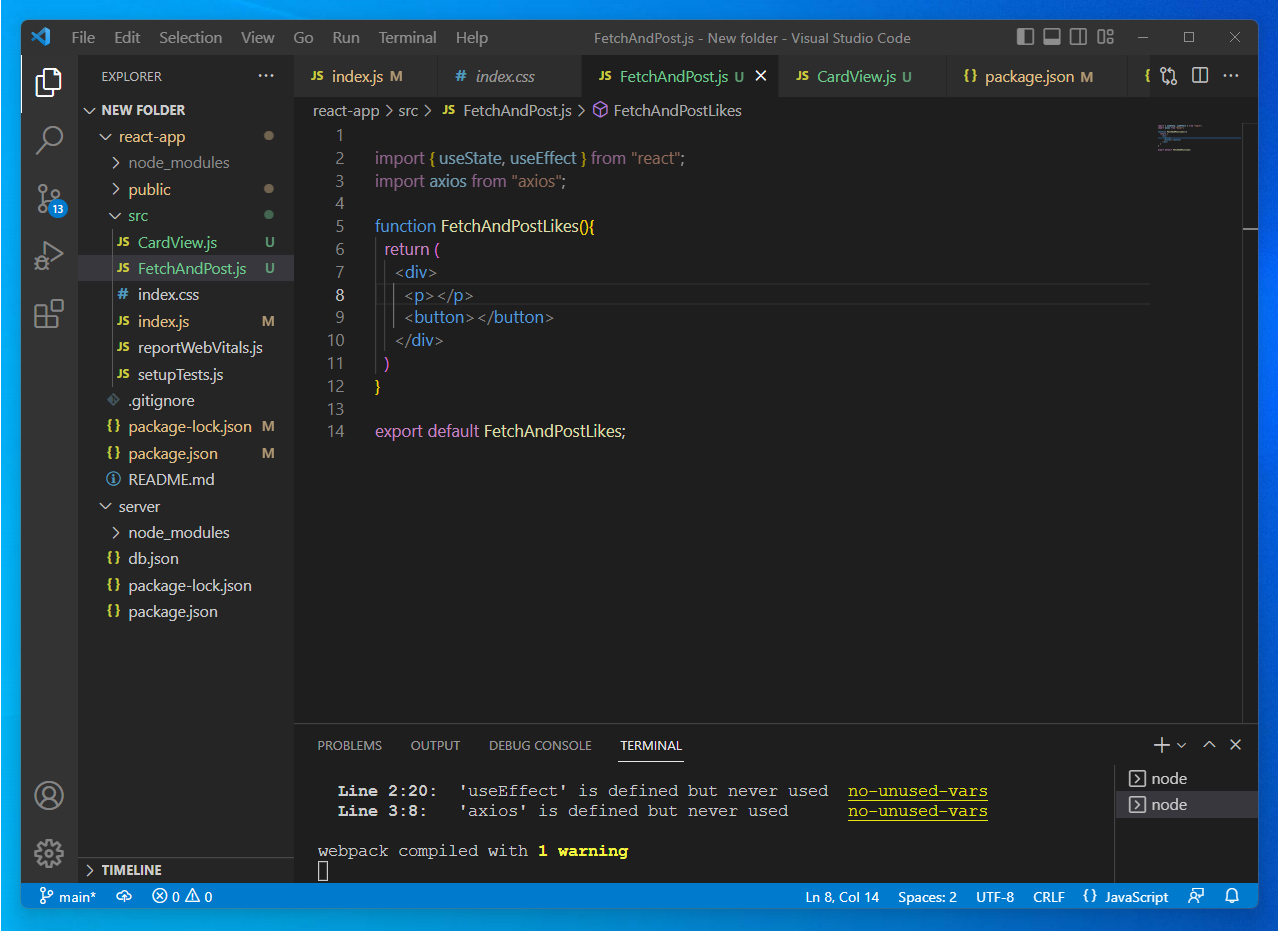 File Edit Selection View Go Run Terminal Help FetchAndPost.js - New folder - Visual Studio Code
EXPLORER ···
JS index.js M # index.css JS FetchAndPost.js U JS CardView.js U {} package.json M {
NEW FOLDER
react-app > src > JS FetchAndPost.js > FetchAndPostLikes
react-app
node_modules
public
src
JS CardView.js U
JS FetchAndPost.js U
# index.css
JS index.js M
JS reportWebVitals.js
JS setupTests.js
.gitignore
{} package-lock.json M
{} package.json M
README.md
server
node_modules
{} db.json
{} package-lock.json
{} package.json
TIMELINE
13
1
2 import { useState, useEffect } from "react";
3 import axios from "axios";
4
5 function FetchAndPostLikes(){
6 return (
7 <div>
8 <p></p>
9 <button></button>
10 </div>
11 )
12 }
13
14 export default FetchAndPostLikes;
PROBLEMS OUTPUT DEBUG CONSOLE TERMINAL
Line 2:20: 'useEffect' is defined but never used no-unused-vars
Line 3:8: 'axios' is defined but never used no-unused-vars
webpack compiled with 1 warning
node
node
main* 0 0 Ln 8, Col 14 Spaces: 2 UTF-8 CRLF {} JavaScript